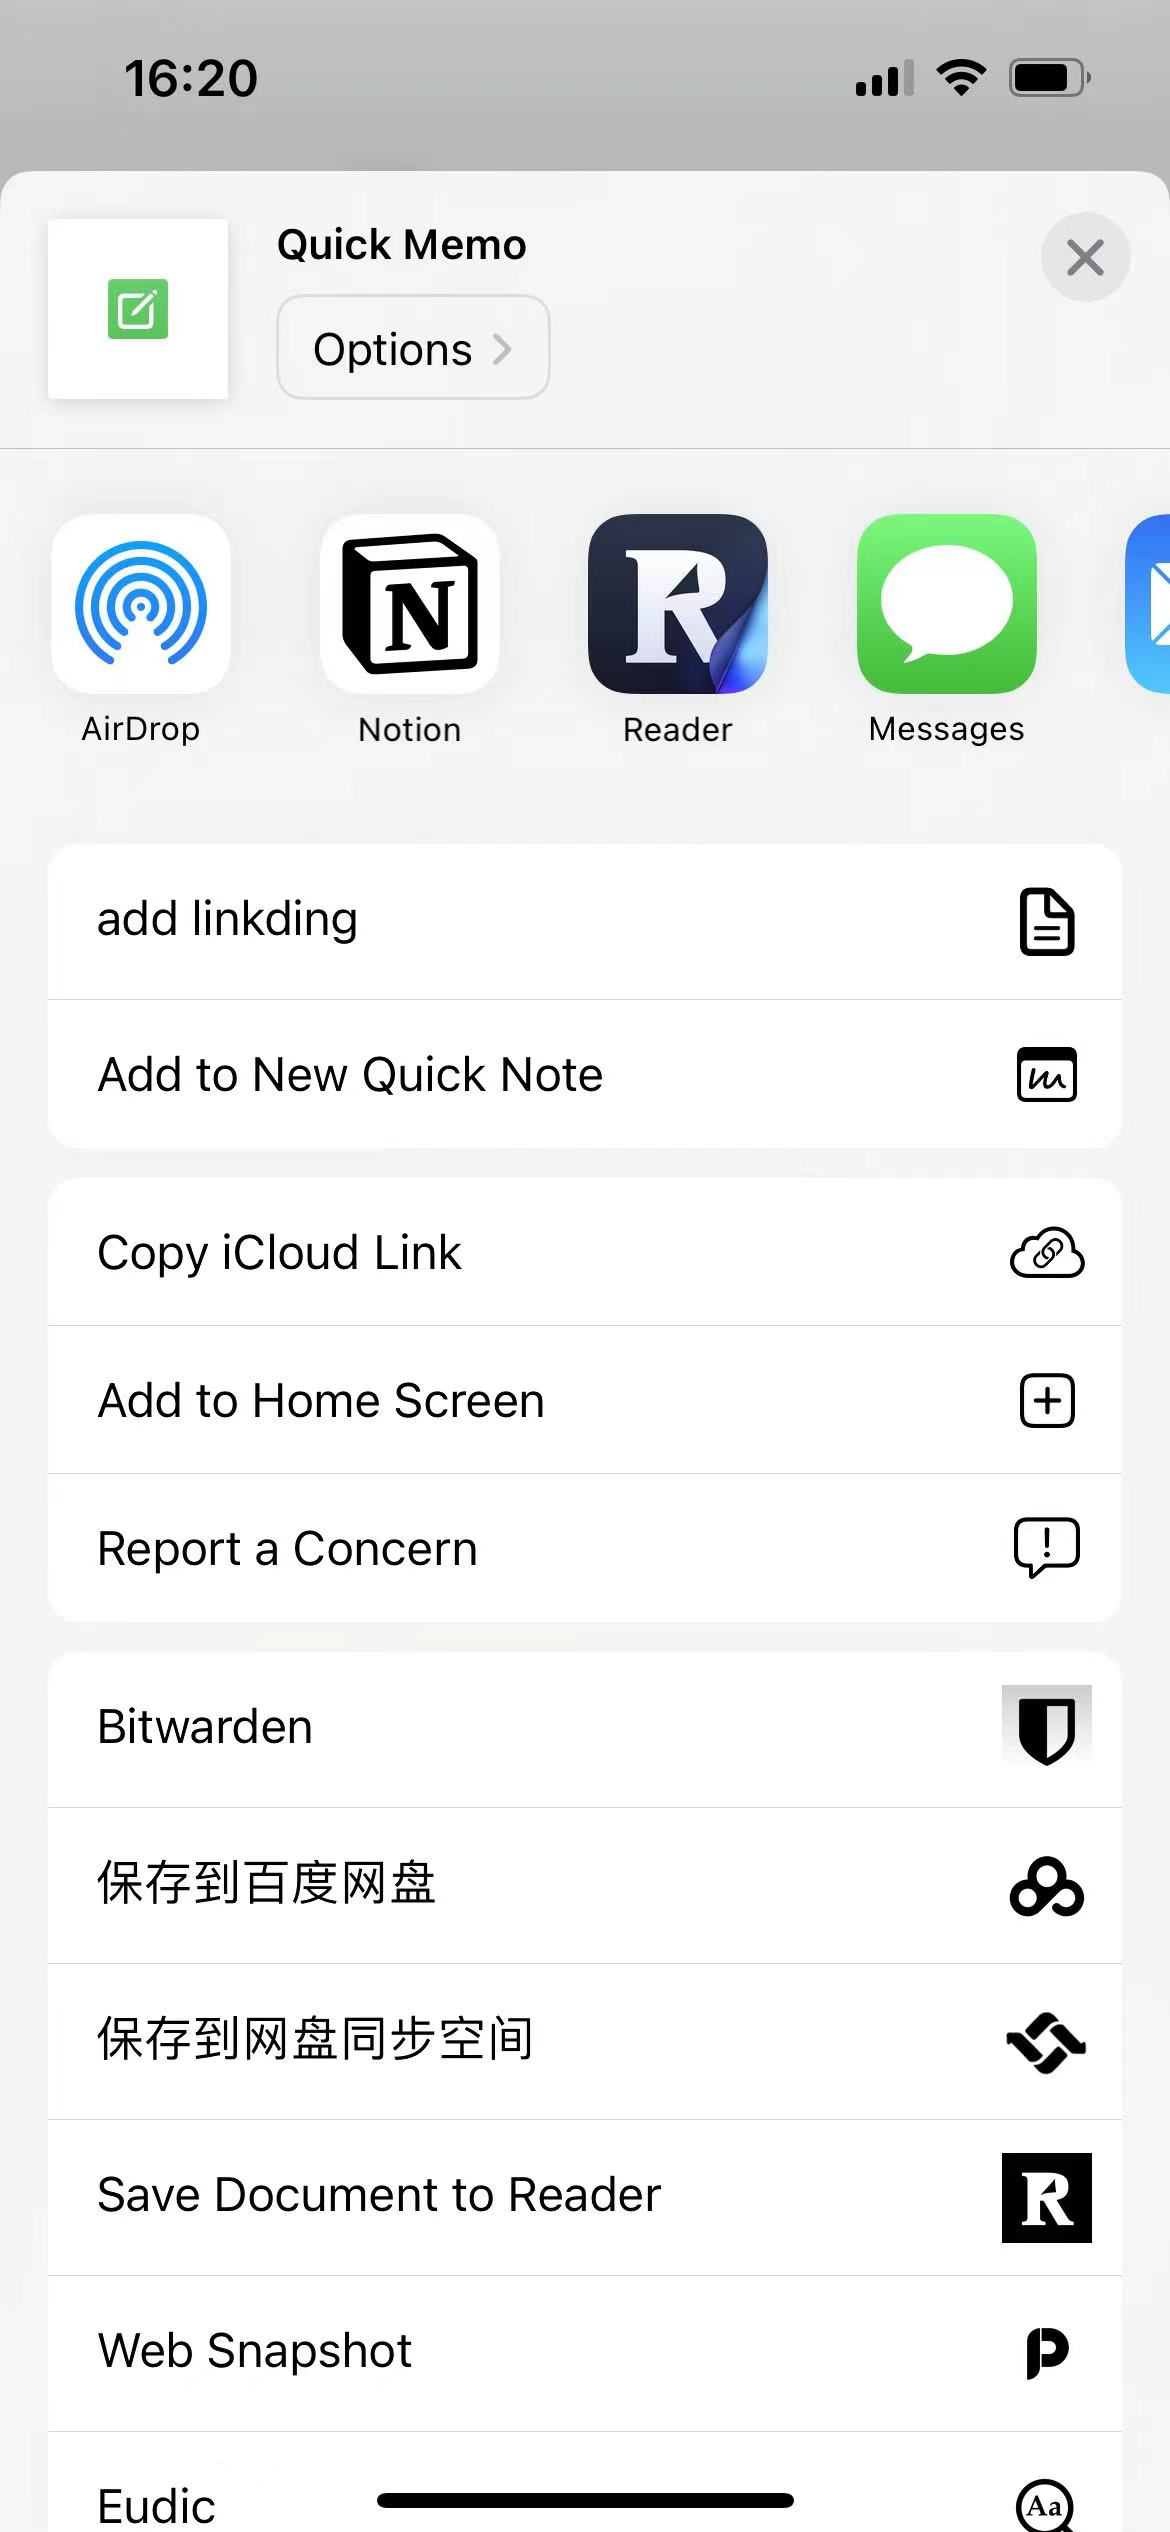 16:20
Quick Memo
Options
AirDrop
Notion
Reader
Messages
add linkding
Add to New Quick Note
Copy iCloud Link
Add to Home Screen
Report a Concern
Bitwarden
保存到百度网盘
保存到网盘同步空间
Save Document to Reader
Web Snapshot
Eudic
Aa